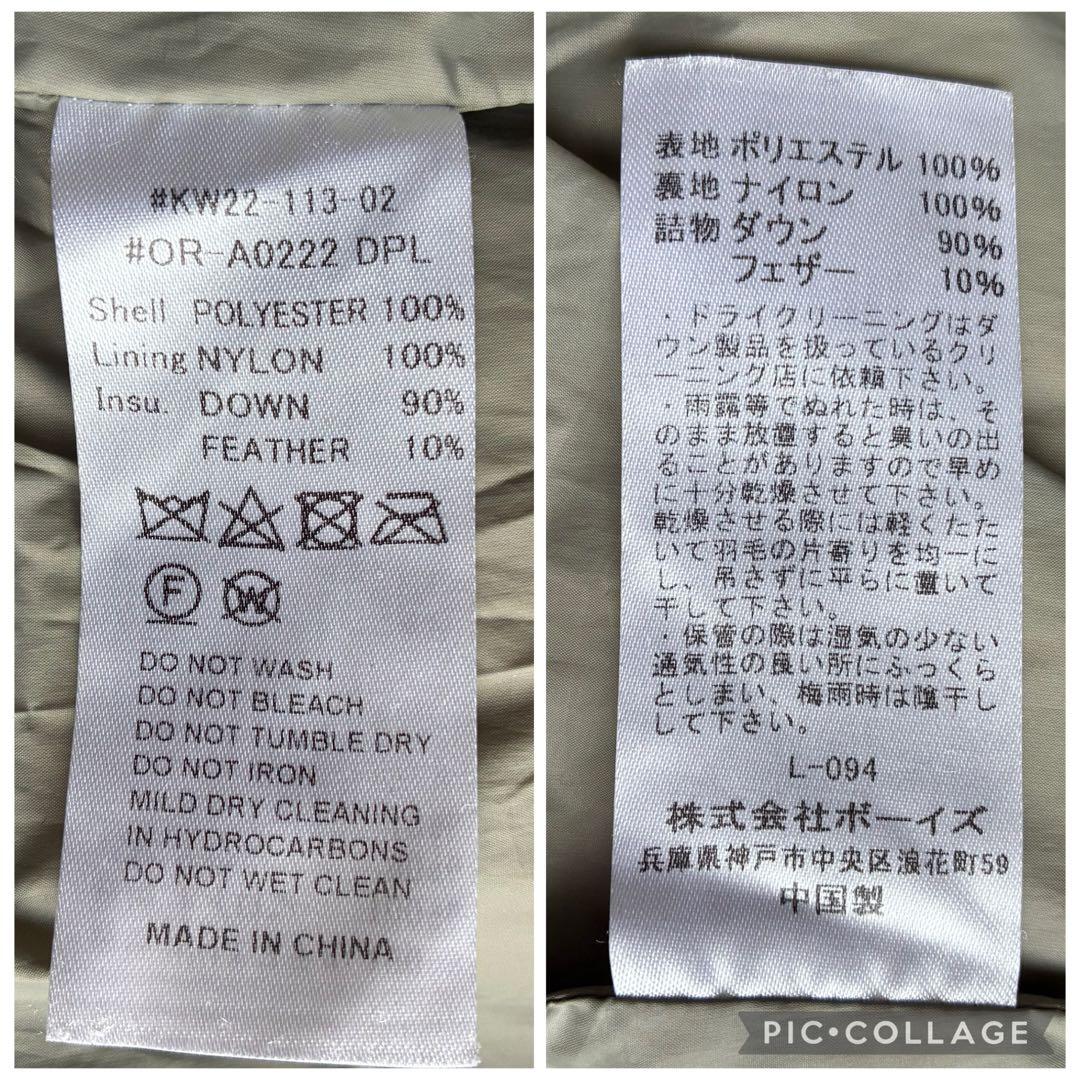 #KW22-113-02
#OR-A0222 DPL
Shell POLYESTER 100%
Lining NYLON 100%
Insu. DOWN 90%
FEATHER 10%
F W
DO NOT WASH
DO NOT BLEACH
DO NOT TUMBLE DRY
DO NOT IRON
MILD DRY CLEANING
IN HYDROCARBONS
DO NOT WET CLEAN
MADE IN CHINA
表地 ポリエステル 100%
裏地 ナイロン 100%
詰物 ダウン 90%
フェザー 10%
・ドライクリーニングはダ
ウン製品を扱っているクリ
ーニング店に依頼下さい。
・雨露等でぬれた時は、そ
のまま放置すると臭いの出
ることがありますので早め
に十分乾燥させて下さい。
乾燥させる際には軽くたた
いて羽毛の片寄りを均一に
し、吊さずに平らに置いて
干して下さい。
・保管の際は湿気の少ない
通気性の良い所にふっくら
としまい、梅雨時は陰干し
して下さい。
L-094
株式会社ボーイズ
兵庫県神戸市中央区浪花町59
中国製
PIC•COLLAGE